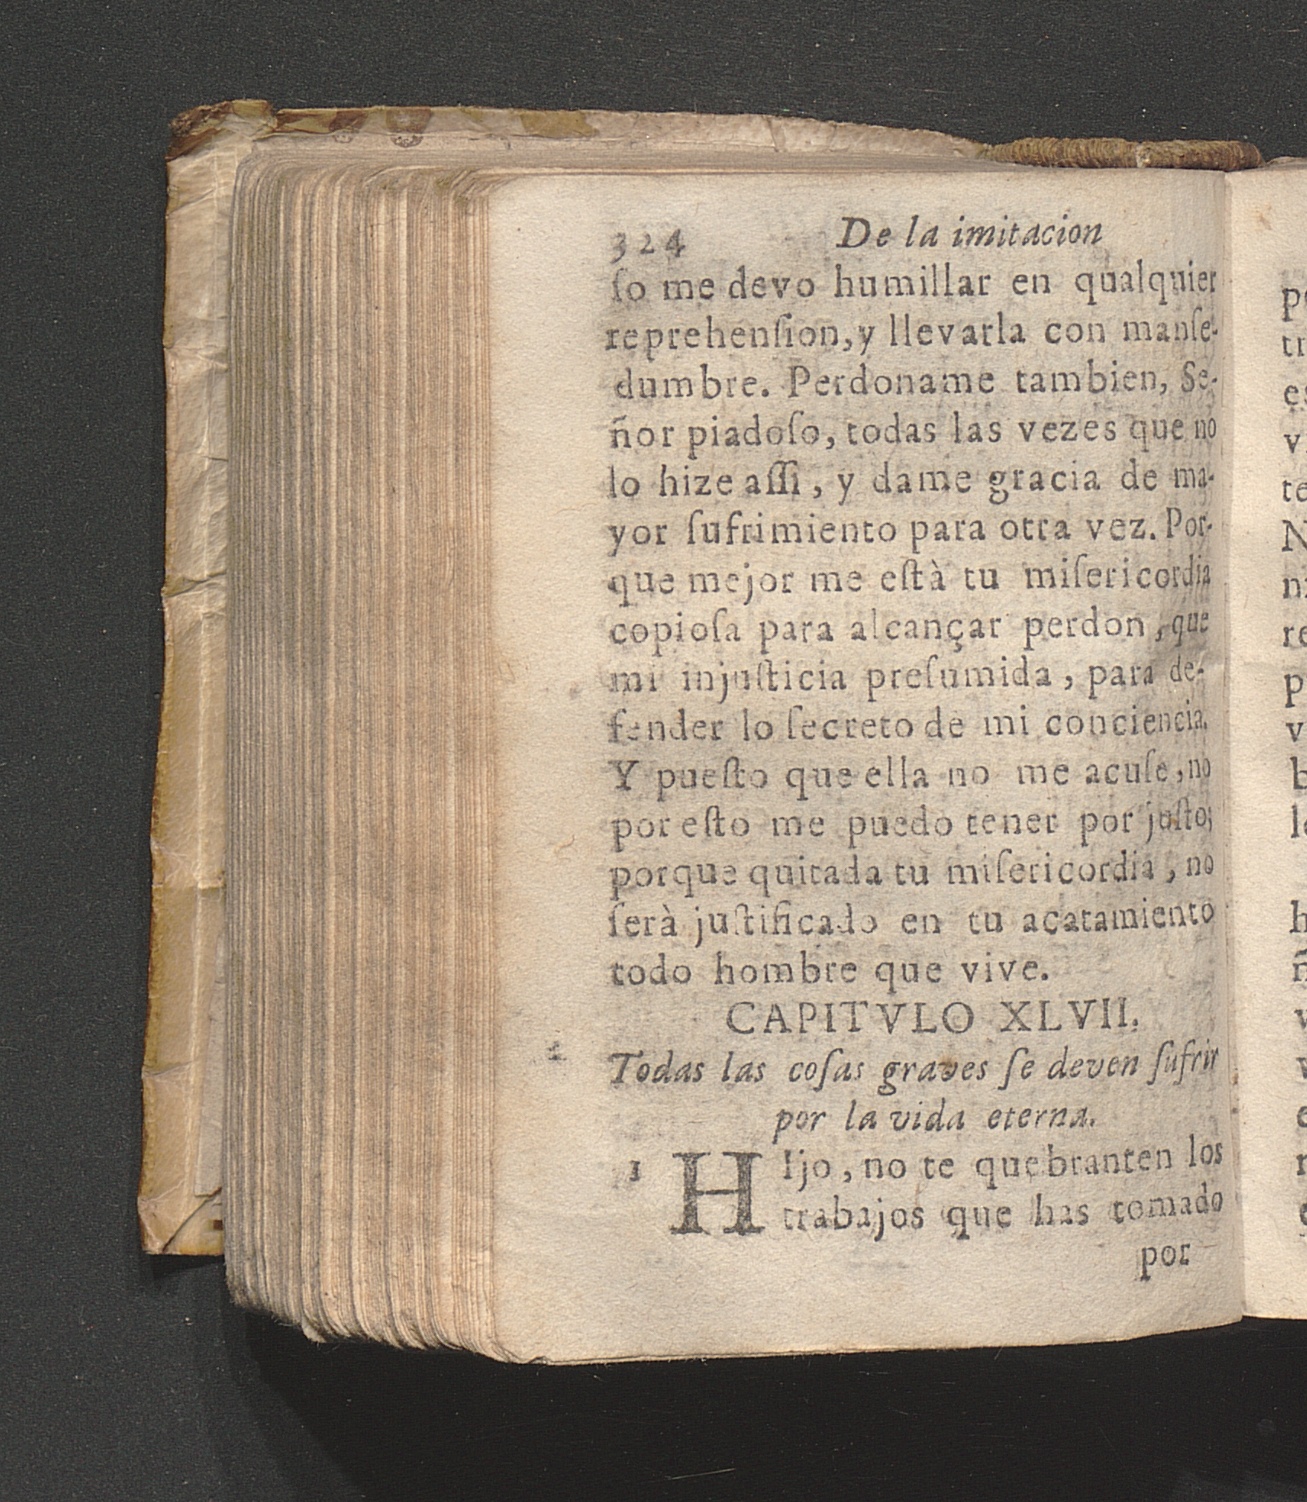 324 De la imitacion
ſo me devo humillar en qualquier
reprehenſion, y llevarla con manſe-
dumbre. Perdoname tambien, Se-
ñor piadoſo, todas las vezes que no
lo hize aſſi, y dame gracia de ma-
yor ſufrimiento para otra vez. Por-
que mejor me eſtà tu miſericordia
copioſa para alcançar perdon, que
mi injuſticia preſumida, para de-
fender lo ſecreto de mi conciencia.
Y pueſto que ella no me acuſe, no
por eſto me puedo tener por juſto;
porque quitada tu miſericordia, no
ſerà juſtificado en tu acatamiento
todo hombre que vive.
CAPITVLO XLVII.
Todas las coſas graves ſe deven ſufrir
por la vida eterna.
1 HIjo, no te quebranten los
trabajos que has tomado
por